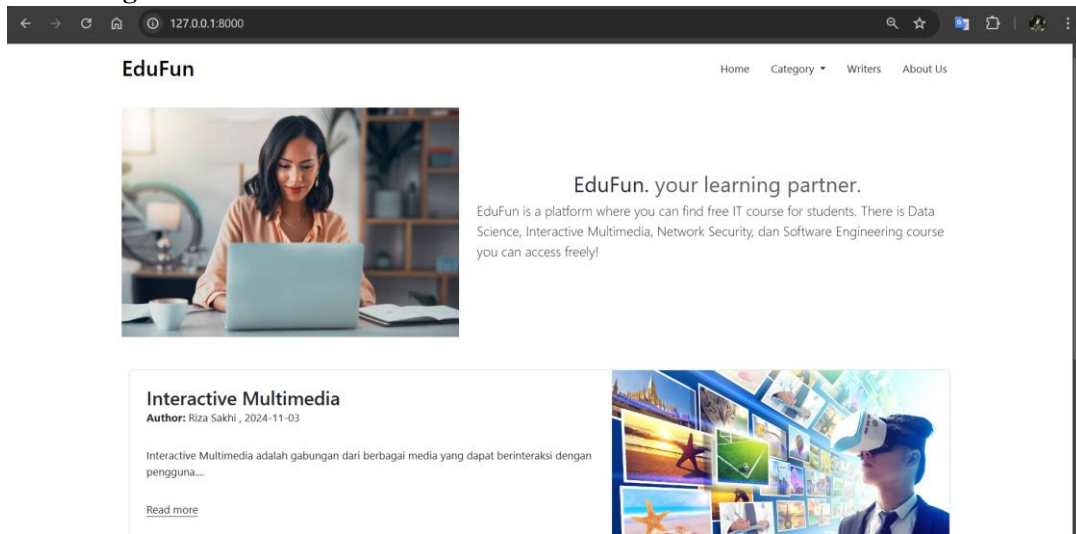 127.0.0.1:8000
EduFun
Home Category Writers About Us
EduFun. your learning partner.
EduFun is a platform where you can find free IT course for students. There is Data
Science, Interactive Multimedia, Network Security, dan Software Engineering course
you can access freely!
Interactive Multimedia
Author: Riza Sakhi , 2024-11-03
Interactive Multimedia adalah gabungan dari berbagai media yang dapat berinteraksi dengan
pengguna....
Read more